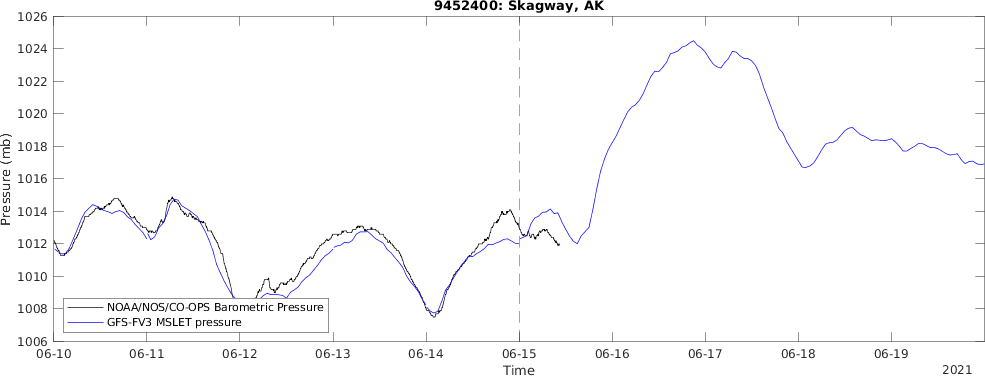 9452400: Skagway, AK
Pressure (mb)
1026
1024
1022
1020
1018
1016
1014
1012
1010
1008
1006
NOAA/NOS/CO-OPS Barometric Pressure
GFS-FV3 MSLET pressure
06-10 06-11 06-12 06-13 06-14 06-15 06-16 06-17 06-18 06-19
Time
2021